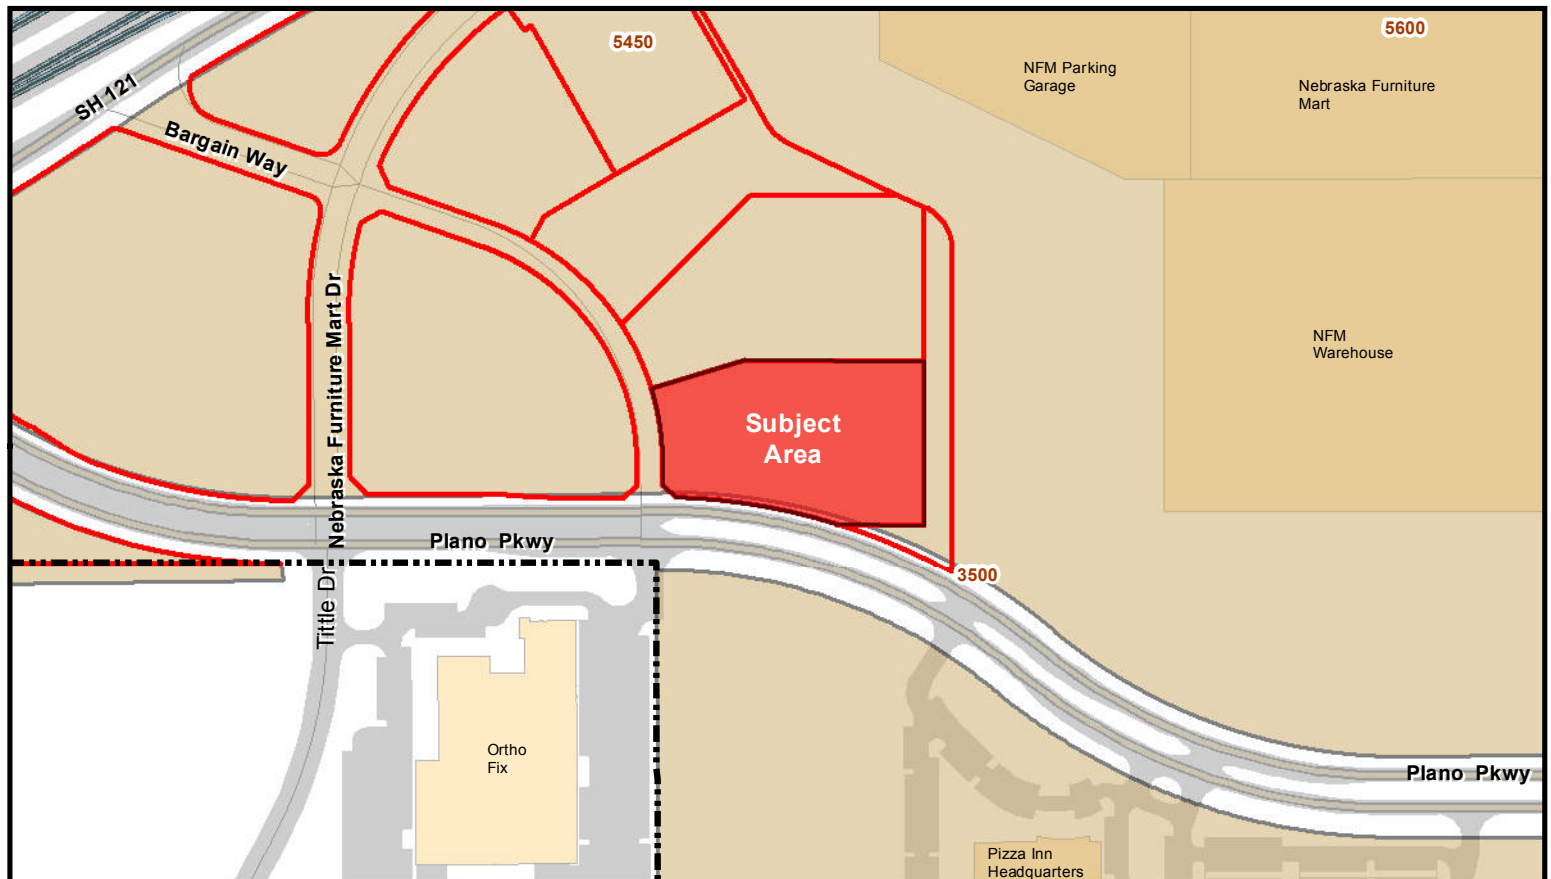 5450
5600
NFM Parking
Garage
Nebraska Furniture
Mart
SH 121
Bargain Way
NFM
Warehouse
Nebraska Furniture Mart Dr
Subject
Area
Plano Pkwy
3500
Tittle Dr
Ortho
Fix
Plano Pkwy
Pizza Inn
Headquarters